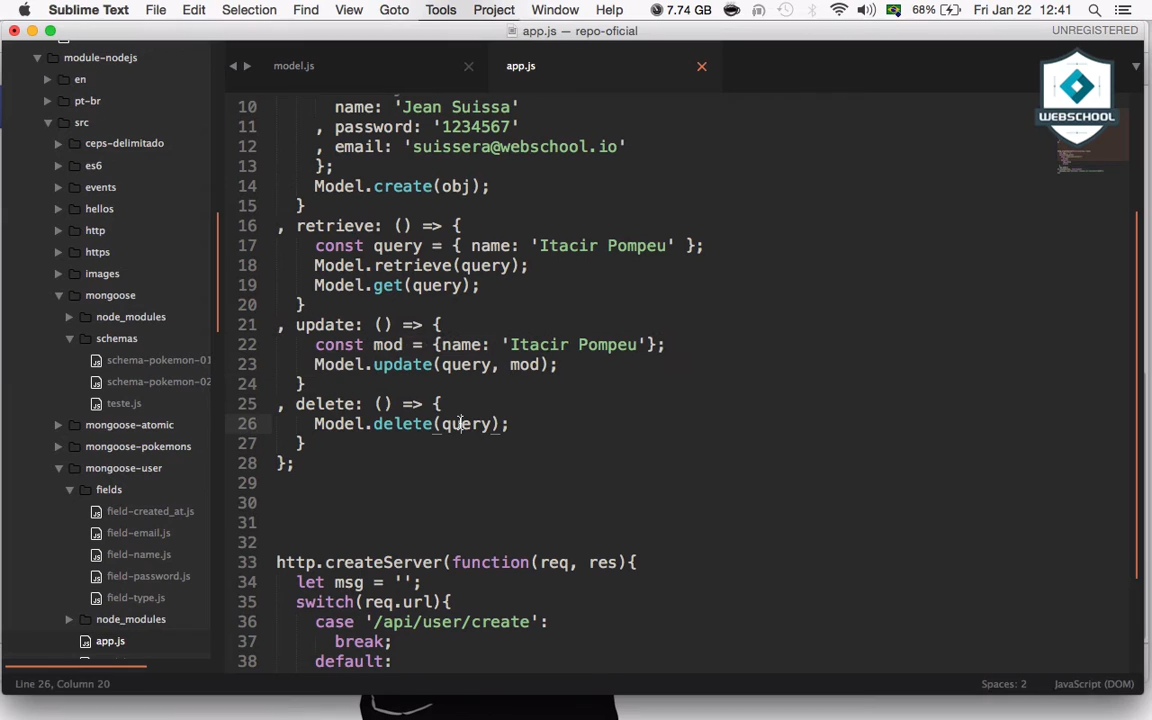 Sublime Text File Edit Selection Find View Goto Tools Project Window Help 7.74 GB 68% Fri Jan 22 12:41
app.js — repo-oficial UNREGISTERED
module-nodejs
en
pt-br
src
ceps-delimitado
es6
events
hellos
http
https
images
mongoose
node_modules
schemas
schema-pokemon-01
schema-pokemon-02
teste.js
mongoose-atomic
mongoose-pokemons
mongoose-user
fields
field-created_at.js
field-email.js
field-name.js
field-password.js
field-type.js
node_modules
app.js
model.js app.js
WEBSCHOOL
10 name: 'Jean Suissa'
11 , password: '1234567'
12 , email: 'suissera@webschool.io'
13 };
14 Model.create(obj);
15 }
16 , retrieve: () => {
17 const query = { name: 'Itacir Pompeu' };
18 Model.retrieve(query);
19 Model.get(query);
20 }
21 , update: () => {
22 const mod = {name: 'Itacir Pompeu'};
23 Model.update(query, mod);
24 }
25 , delete: () => {
26 Model.delete(query);
27 }
28 };
29
30
31
32
33 http.createServer(function(req, res){
34 let msg = '';
35 switch(req.url){
36 case '/api/user/create':
37 break;
38 default:
Line 26, Column 20 Spaces: 2 JavaScript (DOM)